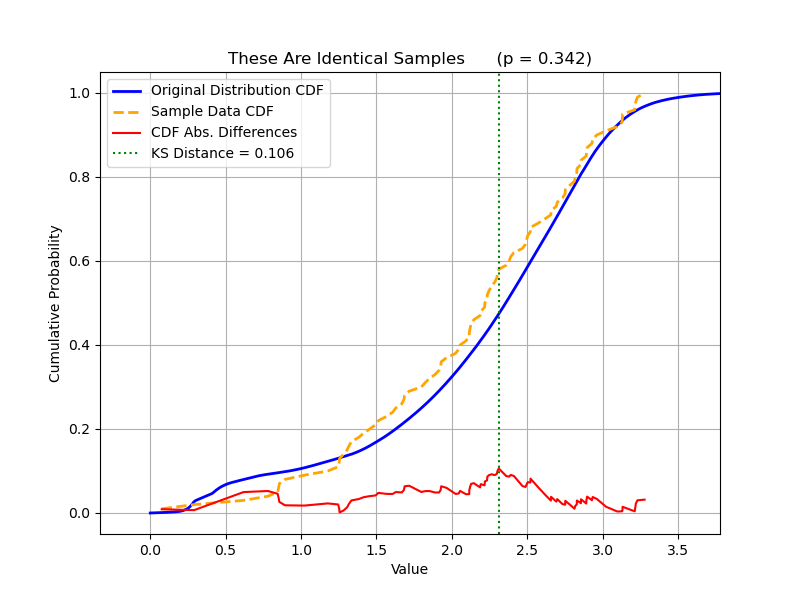 These Are Identical Samples (p = 0.342)
Original Distribution CDF
Sample Data CDF
CDF Abs. Differences
KS Distance = 0.106
Cumulative Probability
1.0
0.8
0.6
0.4
0.2
0.0
0.0 0.5 1.0 1.5 2.0 2.5 3.0 3.5
Value